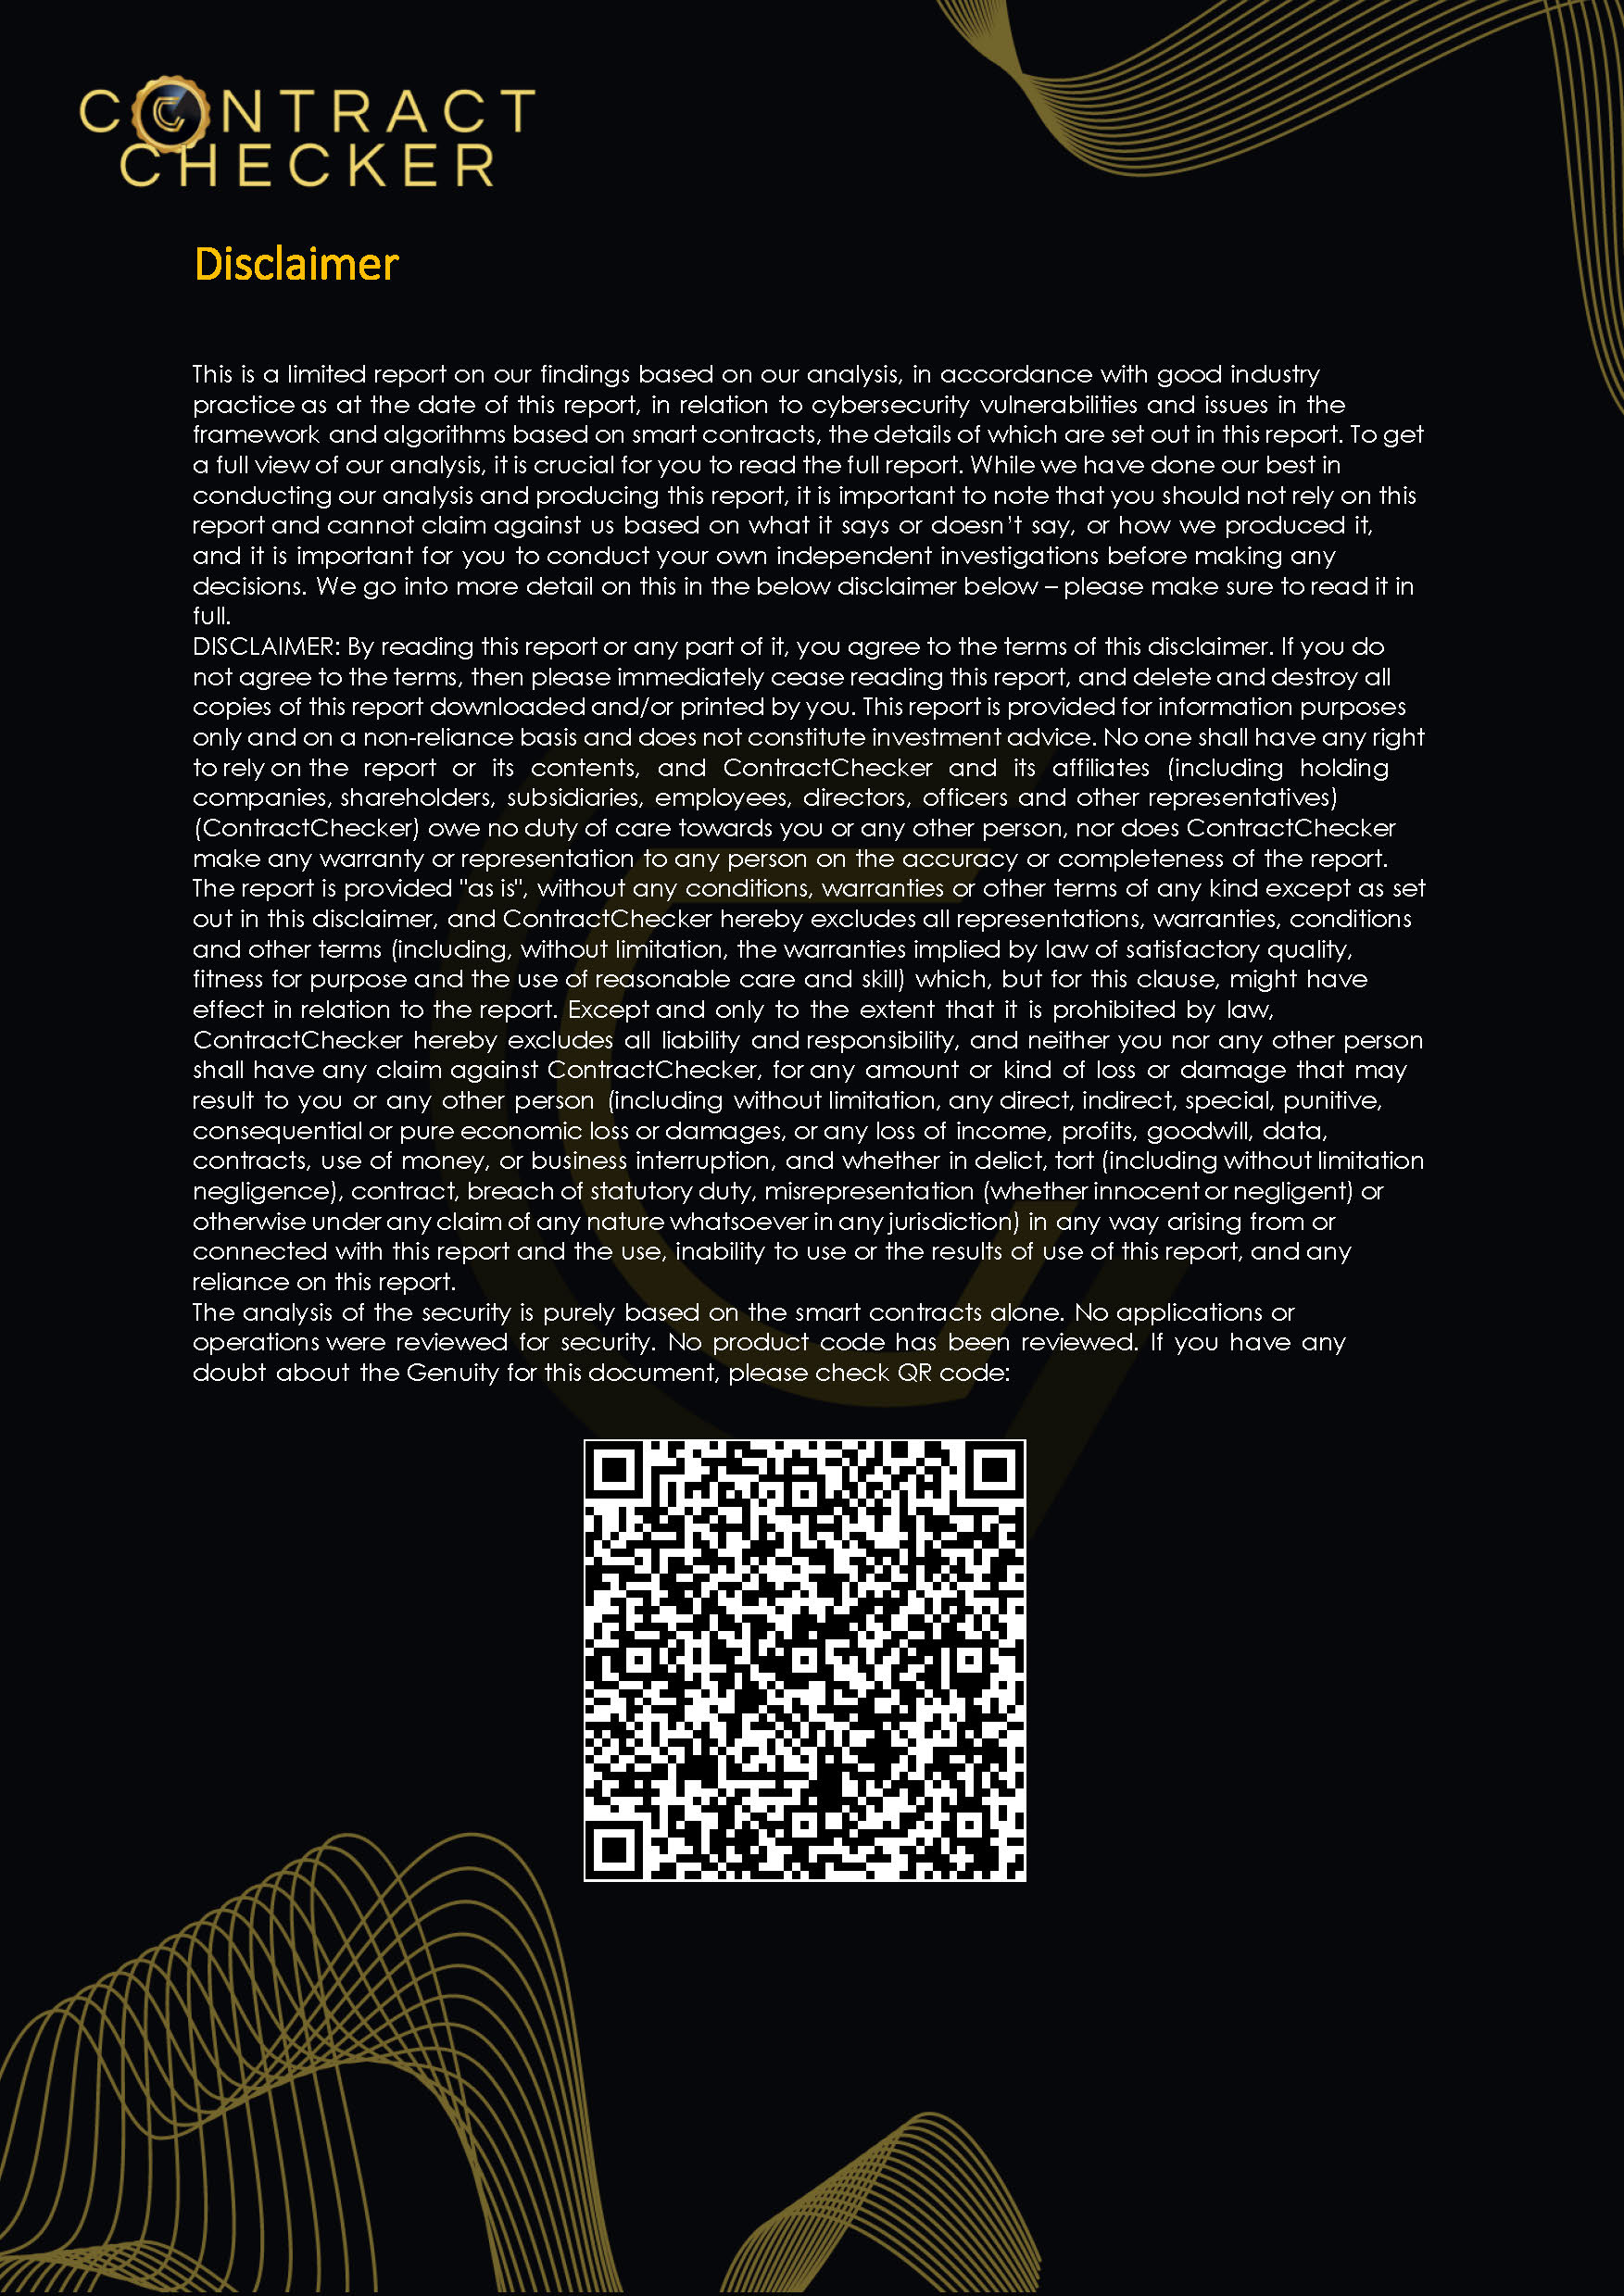 CONTRACT
CHECKER
Disclaimer
This is a limited report on our findings based on our analysis, in accordance with good industry
practice as at the date of this report, in relation to cybersecurity vulnerabilities and issues in the
framework and algorithms based on smart contracts, the details of which are set out in this report. To get
a full view of our analysis, it is crucial for you to read the full report. While we have done our best in
conducting our analysis and producing this report, it is important to note that you should not rely on this
report and cannot claim against us based on what it says or doesn't say, or how we produced it,
and it is important for you to conduct your own independent investigations before making any
decisions. We go into more detail on this in the below disclaimer below – please make sure to read it in
full.
DISCLAIMER: By reading this report or any part of it, you agree to the terms of this disclaimer. If you do
not agree to the terms, then please immediately cease reading this report, and delete and destroy all
copies of this report downloaded and/or printed by you. This report is provided for information purposes
only and on a non-reliance basis and does not constitute investment advice. No one shall have any right
to rely on the report or its contents, and ContractChecker and its affiliates (including holding
companies, shareholders, subsidiaries, employees, directors, officers and other representatives)
(ContractChecker) owe no duty of care towards you or any other person, nor does ContractChecker
make any warranty or representation to any person on the accuracy or completeness of the report.
The report is provided "as is", without any conditions, warranties or other terms of any kind except as set
out in this disclaimer, and ContractChecker hereby excludes all representations, warranties, conditions
and other terms (including, without limitation, the warranties implied by law of satisfactory quality,
fitness for purpose and the use of reasonable care and skill) which, but for this clause, might have
effect in relation to the report. Except and only to the extent that it is prohibited by law,
ContractChecker hereby excludes all liability and responsibility, and neither you nor any other person
shall have any claim against ContractChecker, for any amount or kind of loss or damage that may
result to you or any other person (including without limitation, any direct, indirect, special, punitive,
consequential or pure economic loss or damages, or any loss of income, profits, goodwill, data,
contracts, use of money, or business interruption, and whether in delict, tort (including without limitation
negligence), contract, breach of statutory duty, misrepresentation (whether innocent or negligent) or
otherwise under any claim of any nature whatsoever in any jurisdiction) in any way arising from or
connected with this report and the use, inability to use or the results of use of this report, and any
reliance on this report.
The analysis of the security is purely based on the smart contracts alone. No applications or
operations were reviewed for security. No product code has been reviewed. If you have any
doubt about the Genuity for this document, please check QR code: